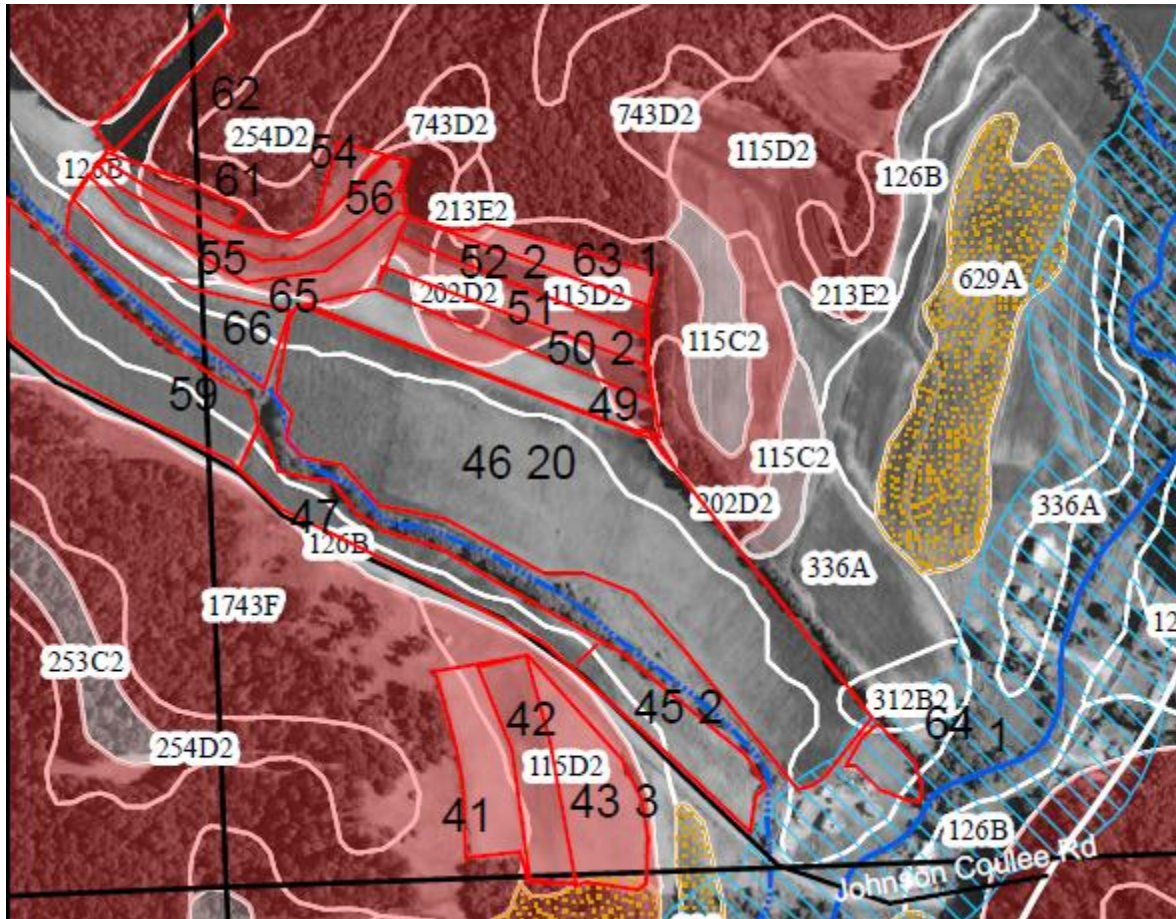 62
254D2
54
743D2
743D2
115D2
126B
126B
61
56
213E2
55
52 2
63 1
202D2
115D2
213E2
629A
65
51
66
50 2
115C2
59
49
46 20
115C2
202D2
336A
47
126B
336A
1743F
12
253C2
45 2
312B2
42
64 1
254D2
115D2
41
43 3
126B
Johnson Coulee Rd